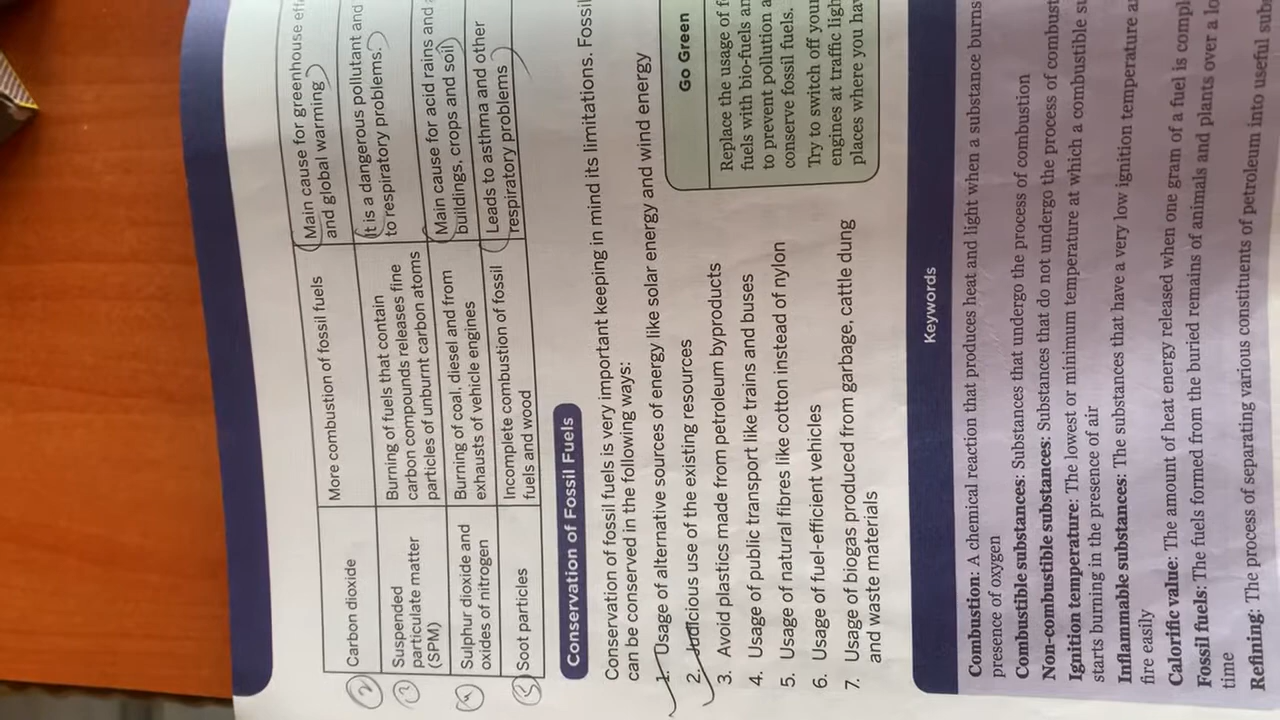 ② Carbon dioxide
More combustion of fossil fuels
Main cause for greenhouse
and global warming
③ Suspended
particulate matter
(SPM)
Burning of fuels that contain
carbon compounds releases fine
particles of unburnt carbon atoms
It is a dangerous pollutant and
to respiratory problems.
④ Sulphur dioxide and
oxides of nitrogen
Burning of coal, diesel and from
exhausts of vehicle engines
Main cause for acid rains and
buildings, crops and soil
⑤ Soot particles
Incomplete combustion of fossil
fuels and wood
Leads to asthma and other
respiratory problems
Conservation of Fossil Fuels
Conservation of fossil fuels is very important keeping in mind its limitations. Fossil
can be conserved in the following ways:
1. Usage of alternative sources of energy like solar energy and wind energy
2. Judicious use of the existing resources
3. Avoid plastics made from petroleum byproducts
4. Usage of public transport like trains and buses
5. Usage of natural fibres like cotton instead of nylon
6. Usage of fuel-efficient vehicles
7. Usage of biogas produced from garbage, cattle dung
and waste materials
Go Green
Replace the usage of
fuels with bio-fuels
to prevent pollution
conserve fossil fuels.
Try to switch off
engines at traffic
places where you
Keywords
Combustion: A chemical reaction that produces heat and light when a substance burns
presence of oxygen
Combustible substances: Substances that undergo the process of combustion
Non-combustible substances: Substances that do not undergo the process of
Ignition temperature: The lowest or minimum temperature at which a combustible
starts burning in the presence of air
Inflammable substances: The substances that have a very low ignition temperature
fire easily
Calorific value: The amount of heat energy released when one gram of a fuel is
Fossil fuels: The fuels formed from the buried remains of animals and plants over a
time
Refining: The process of separating various constituents of petroleum into useful